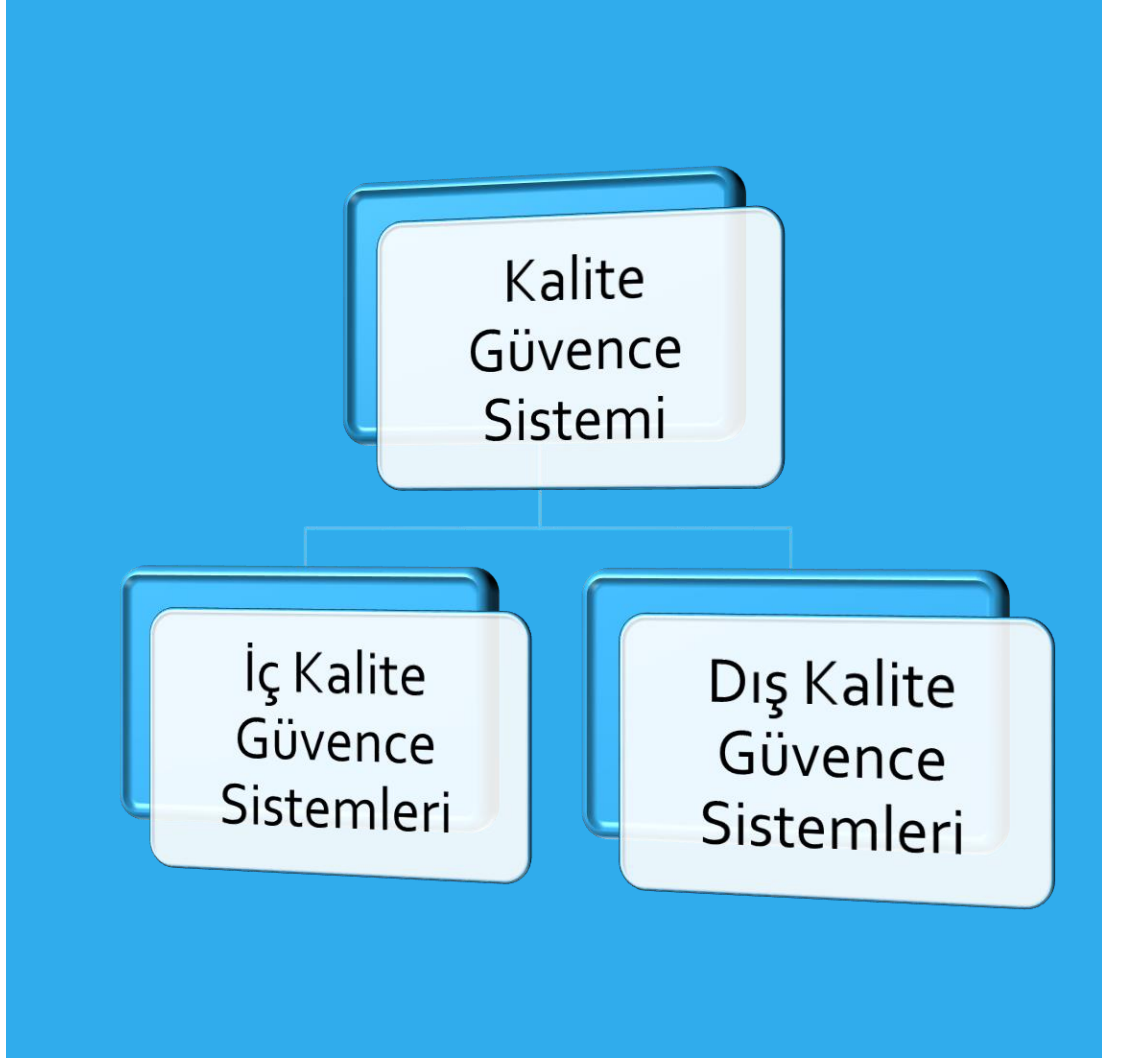 Kalite
Güvence
Sistemi
İç Kalite
Güvence
Sistemleri
Dış Kalite
Güvence
Sistemleri